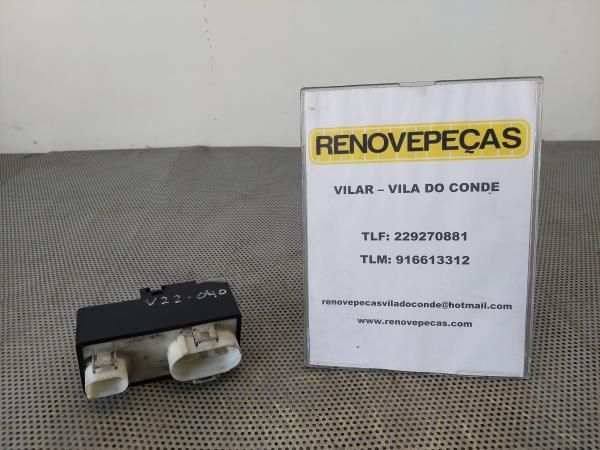 RENOVEPEÇAS
VILAR – VILA DO CONDE
TLF: 229270881
TLM: 916613312
renovepecasviladoconde@hotmail.com
www.renovepecas.com
V22-040